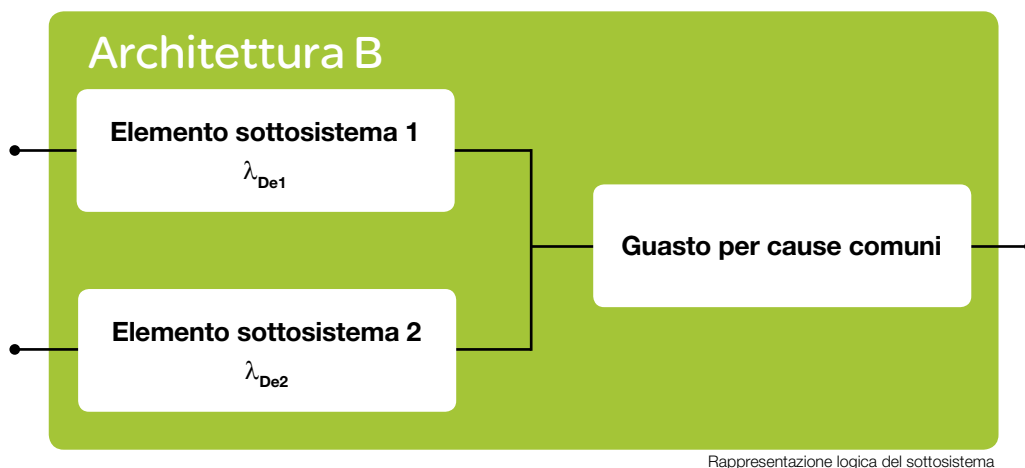 Architettura B
Elemento sottosistema 1
λDe1
Guasto per cause comuni
Elemento sottosistema 2
λDe2
Rappresentazione logica del sottosistema